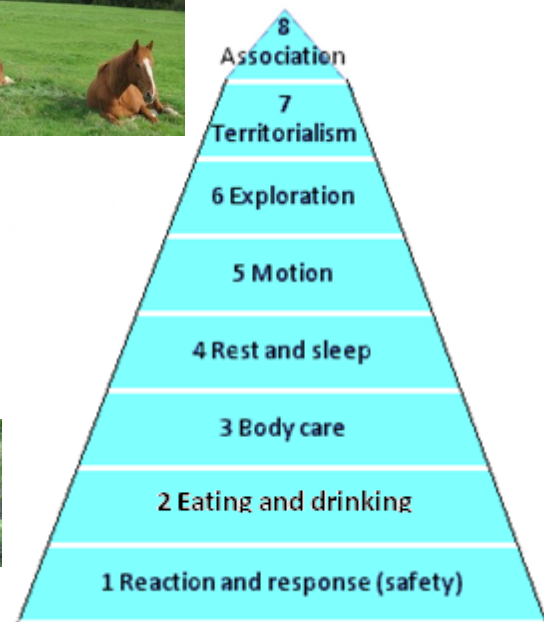 8
Association
7
Territorialism
6 Exploration
5 Motion
4 Rest and sleep
3 Body care
2 Eating and drinking
1 Reaction and response (safety)